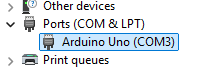 Other devices
Ports (COM & LPT)
Arduino Uno (COM3)
Print queues